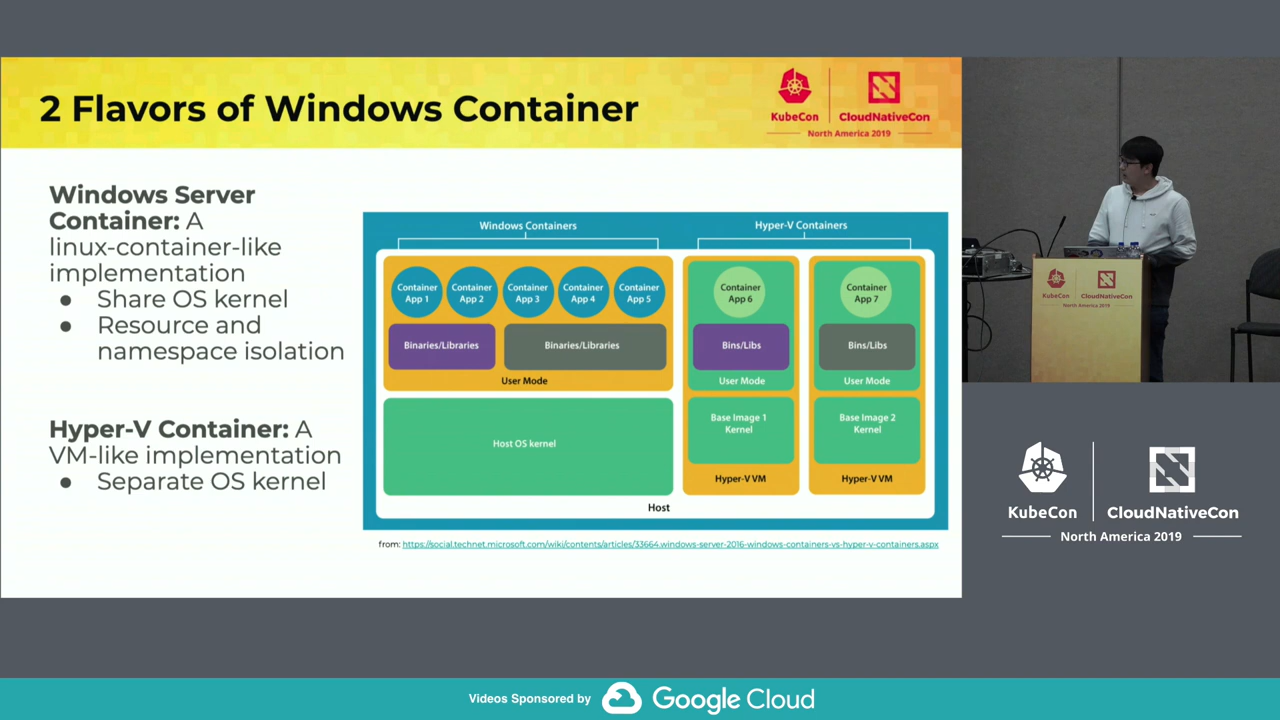 2 Flavors of Windows Container
KubeCon
CloudNativeCon
North America 2019
Windows Server
Container: A
linux-container-like
implementation
● Share OS kernel
● Resource and
namespace isolation
Hyper-V Container: A
VM-like implementation
● Separate OS kernel
Windows Containers
Hyper-V Containers
Container
App 1
Container
App 2
Container
App 3
Container
App 4
Container
App 5
Container
App 6
Container
App 7
Binaries/Libraries
Binaries/Libraries
Bins/Libs
Bins/Libs
User Mode
User Mode
User Mode
Host OS kernel
Base Image 1
Kernel
Base Image 2
Kernel
Hyper-V VM
Hyper-V VM
Host
from: https://social.technet.microsoft.com/wiki/contents/articles/33664.windows-server-2016-windows-containers-vs-hyper-v-containers.aspx
KubeCon
CloudNativeCon
North America 2019
KubeCon
CloudNativeCon
North America 2019
Videos Sponsored by
Google Cloud